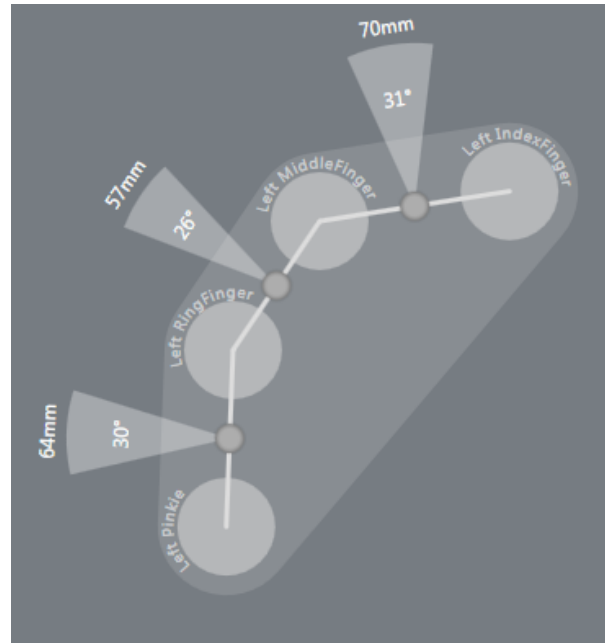 70mm
31°
Left IndexFinger
Left MiddleFinger
57mm
26°
Left RingFinger
64mm
30°
Left Pinkie